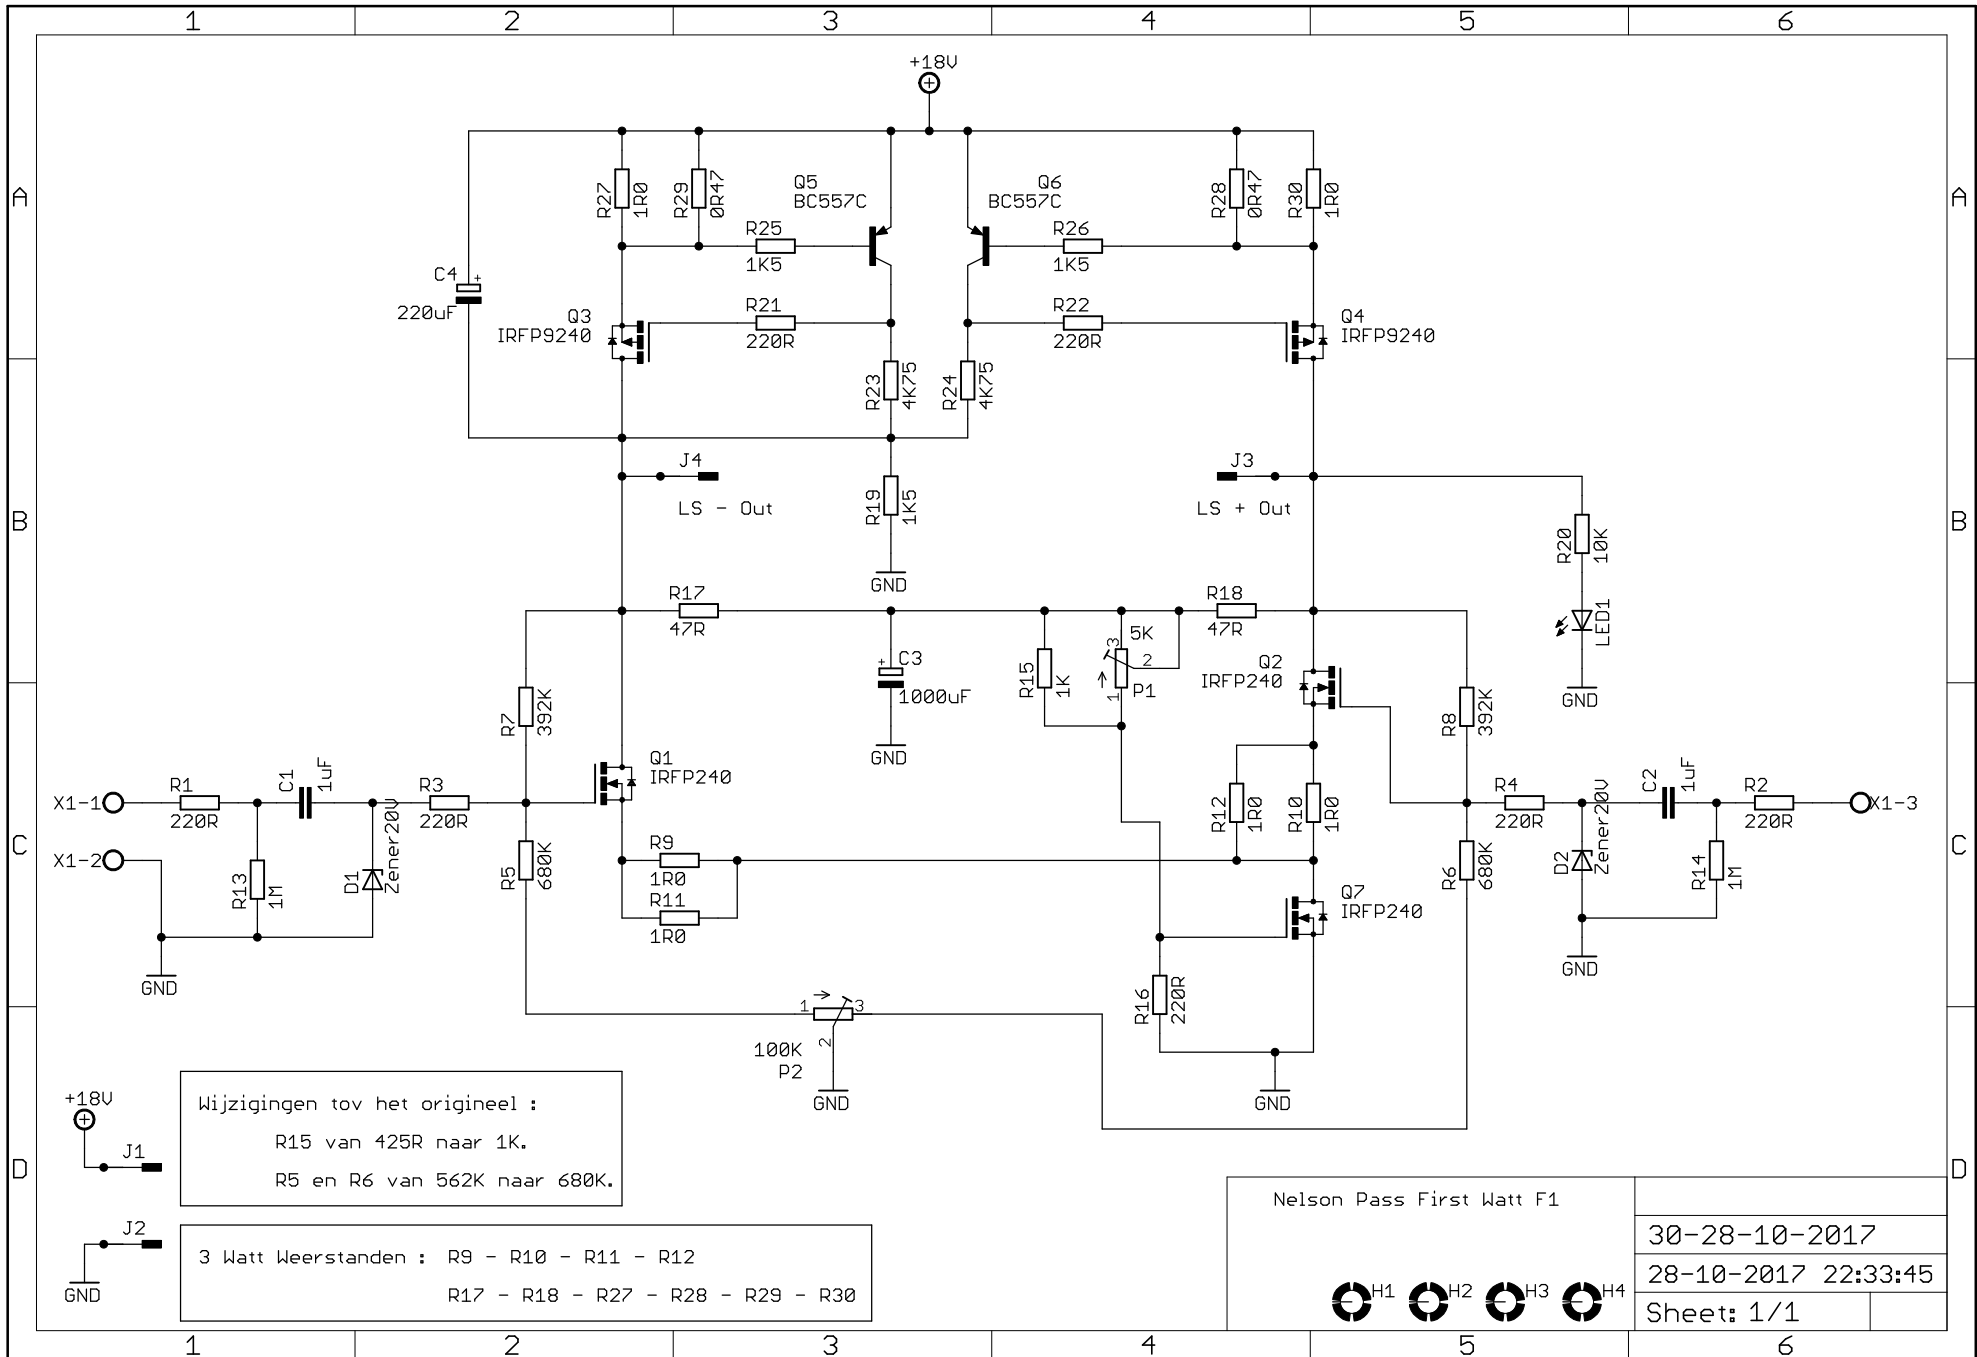 1 2 3 4 5 6
+18V
A A
R27 1R0
R29 0R47
Q5
BC557C
Q6
BC557C
R28 0R47
R30 1R0
R25
1K5
R26
1K5
C4 +
220uF
Q3
IRFP9240
R21
220R
R22
220R
Q4
IRFP9240
R23 4K75
R24 4K75
J4
LS - Out
J3
LS + Out
B B
R19 1K5
GND
R20 10K
LED1
GND
R17
47R
R18
47R
+ C3
1000uF
GND
R15 1K
5K
3
2
1
P1
Q2
IRFP240
R7 392K
R8 392K
Q1
IRFP240
X1-1
R1
220R
C1 1uF
R3
220R
R12 1R0
R10 1R0
R4
220R
C2 1uF
R2
220R
X1-3
C C
X1-2
R13 1M
D1 Zener20V
R5 680K
R9
1R0
R11
1R0
R6 680K
D2 Zener20V
R14 1M
Q7
IRFP240
GND
GND
R16 220R
1 3
2
100K
P2
GND
GND
+18V
J1
Wijzigingen tov het origineel :
R15 van 425R naar 1K.
R5 en R6 van 562K naar 680K.
D D
J2
GND
3 Watt Weerstanden : R9 - R10 - R11 - R12
R17 - R18 - R27 - R28 - R29 - R30
Nelson Pass First Watt F1
30-28-10-2017
28-10-2017 22:33:45
H1 H2 H3 H4
Sheet: 1/1
1 2 3 4 5 6